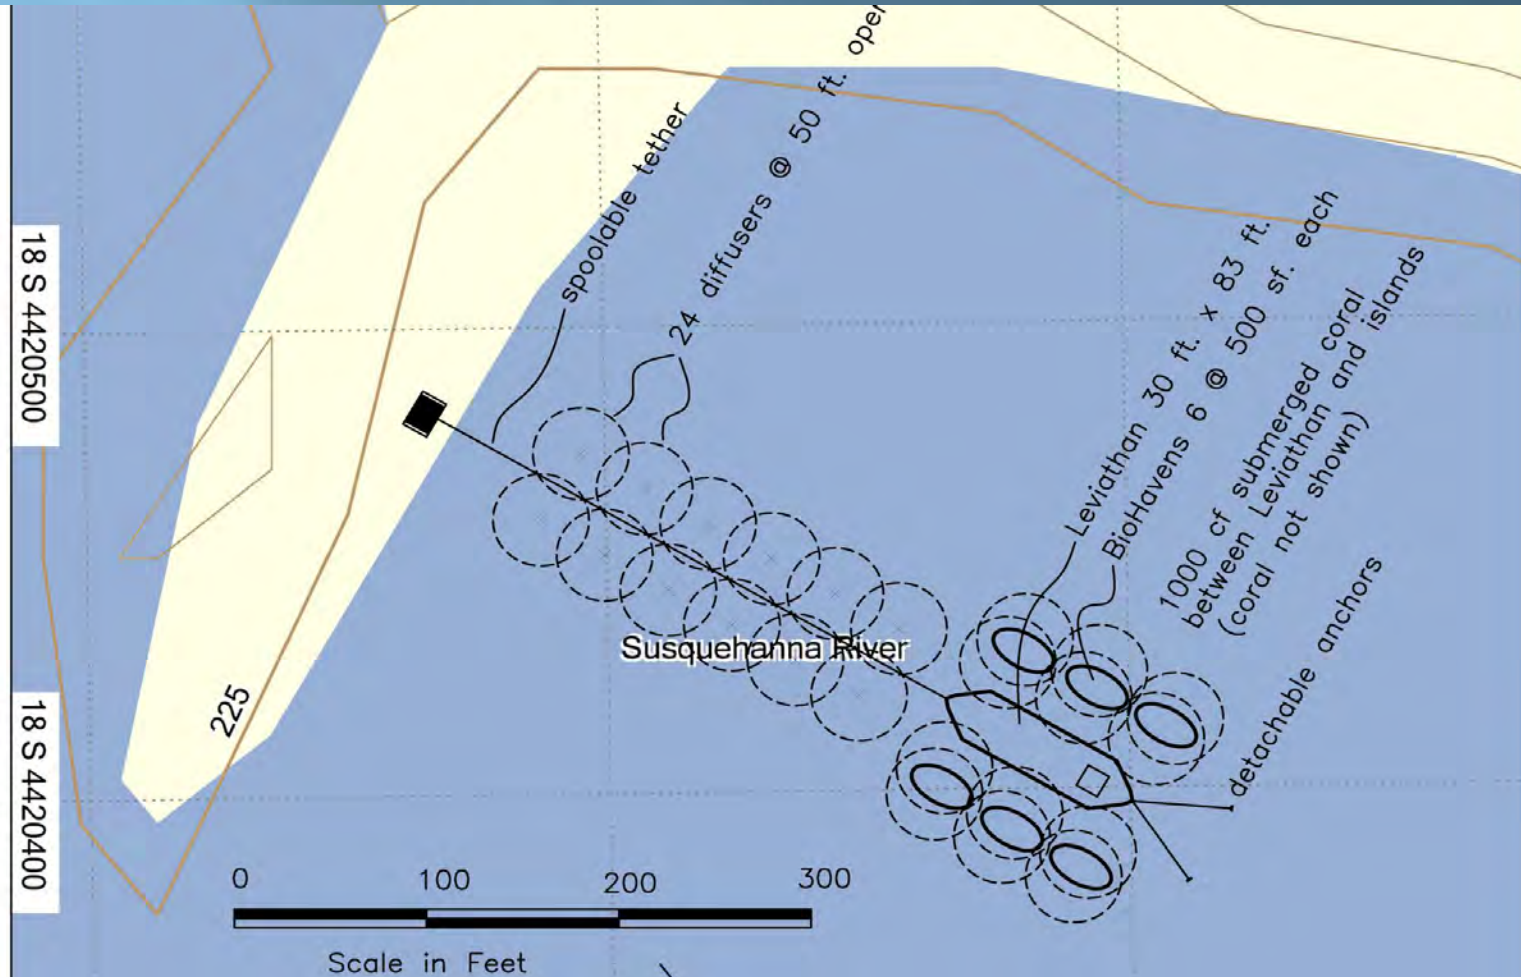 spoolable tether
24 diffusers @ 50 ft. oper
Leviathan 30 ft. x 83 ft.
BioHavens 6 @ 500 sf. each
1000 cf submerged coral
between Leviathan and islands
(coral not shown)
detachable anchors
18 S 4420500
18 S 4420400
225
Susquehanna River
0 100 200 300
Scale in Feet